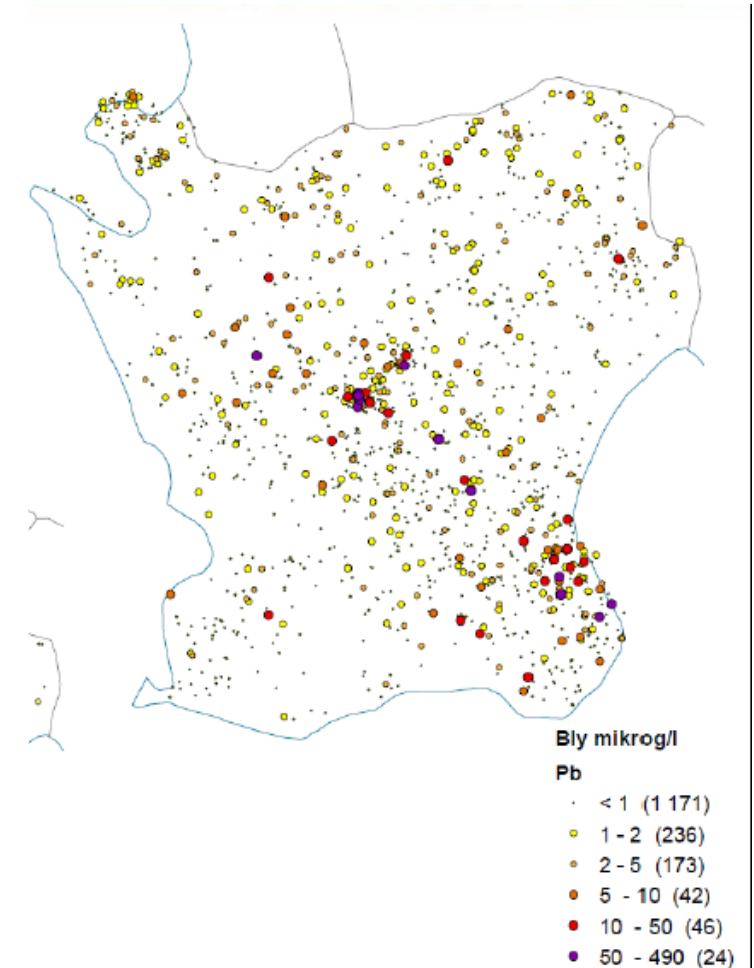 Bly mikrog/l
Pb
< 1 (1 171)
1 - 2 (236)
2 - 5 (173)
5 - 10 (42)
10 - 50 (46)
50 - 490 (24)